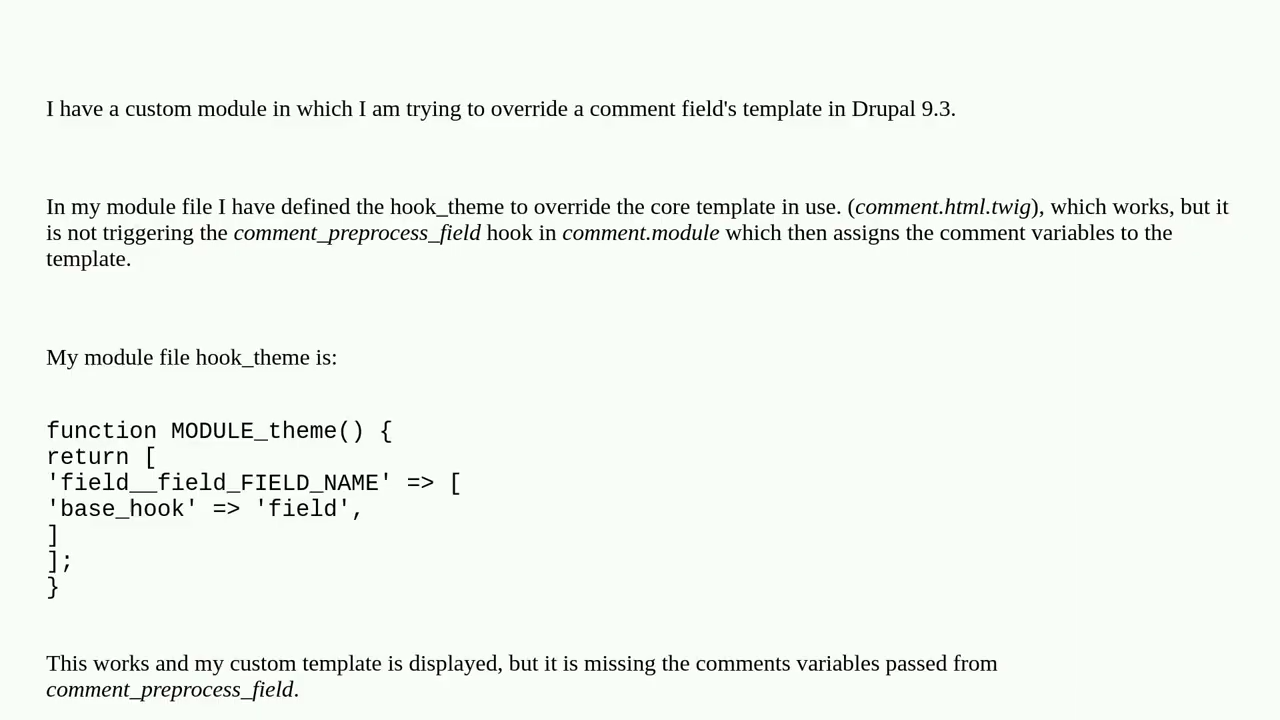 I have a custom module in which I am trying to override a comment field's template in Drupal 9.3.
In my module file I have defined the hook_theme to override the core template in use. (comment.html.twig), which works, but it
is not triggering the comment_preprocess_field hook in comment.module which then assigns the comment variables to the
template.
My module file hook_theme is:
function MODULE_theme() {
return [
'field__field_FIELD_NAME' => [
'base_hook' => 'field',
]
];
}
This works and my custom template is displayed, but it is missing the comments variables passed from
comment_preprocess_field.